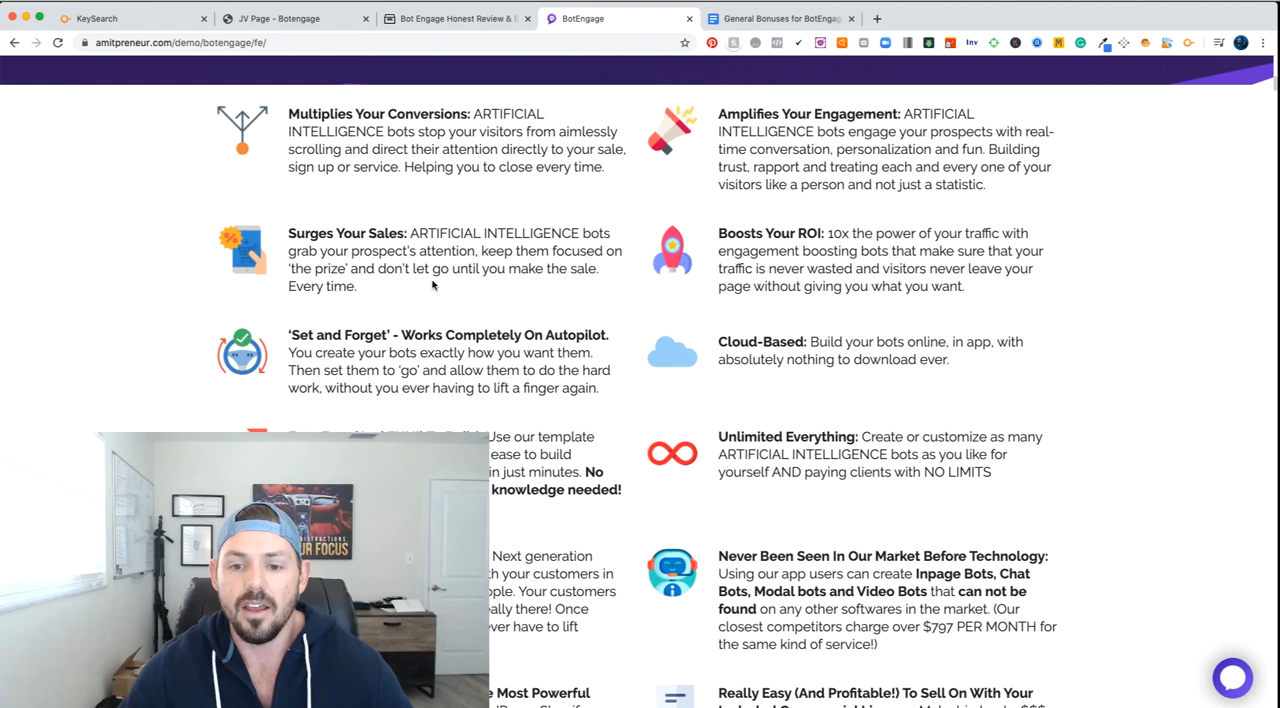 KeySearch
JV Page - Botengage
Bot Engage Honest Review & B
BotEngage
General Bonuses for BotEngag
amitpreneur.com/demo/botengage/fe/
Inv
Multiplies Your Conversions: ARTIFICIAL
INTELLIGENCE bots stop your visitors from aimlessly
scrolling and direct their attention directly to your sale,
sign up or service. Helping you to close every time.
Amplifies Your Engagement: ARTIFICIAL
INTELLIGENCE bots engage your prospects with real-
time conversation, personalization and fun. Building
trust, rapport and treating each and every one of your
visitors like a person and not just a statistic.
Surges Your Sales: ARTIFICIAL INTELLIGENCE bots
grab your prospect's attention, keep them focused on
'the prize' and don't let go until you make the sale.
Every time.
Boosts Your ROI: 10x the power of your traffic with
engagement boosting bots that make sure that your
traffic is never wasted and visitors never leave your
page without giving you what you want.
'Set and Forget' - Works Completely On Autopilot.
You create your bots exactly how you want them.
Then set them to 'go' and allow them to do the hard
work, without you ever having to lift a finger again.
Cloud-Based: Build your bots online, in app, with
absolutely nothing to download ever.
Use our template
ease to build
in just minutes. No
knowledge needed!
Unlimited Everything: Create or customize as many
ARTIFICIAL INTELLIGENCE bots as you like for
yourself AND paying clients with NO LIMITS
Next generation
your customers in
ople. Your customers
eally there! Once
ever have to lift
Never Been Seen In Our Market Before Technology:
Using our app users can create Inpage Bots, Chat
Bots, Modal bots and Video Bots that can not be
found on any other softwares in the market. (Our
closest competitors charge over $797 PER MONTH for
the same kind of service!)
e Most Powerful
Really Easy (And Profitable!) To Sell On With Your
DISTRACTIONS
UR FOCUS